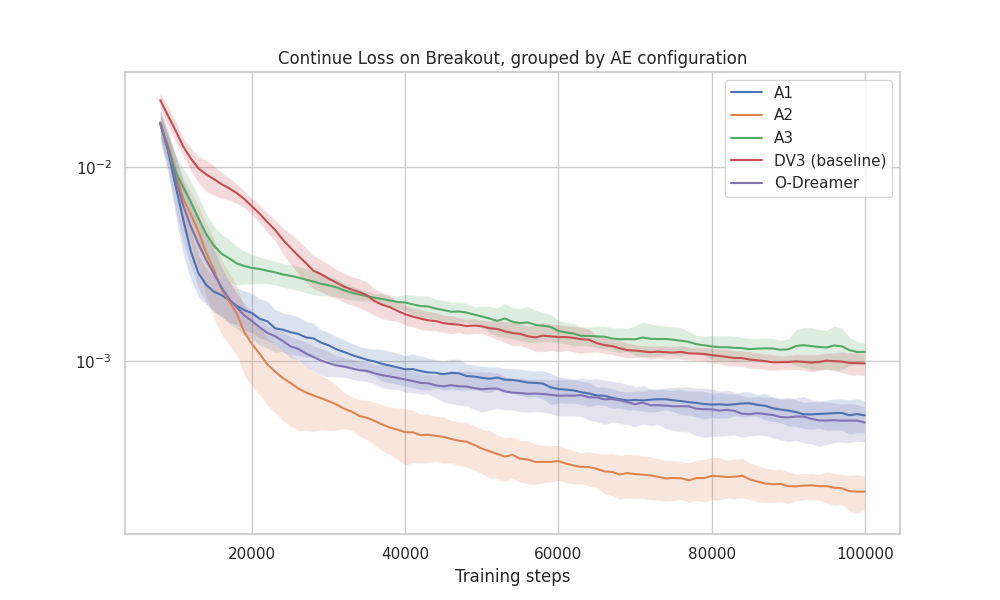 Continue Loss on Breakout, grouped by AE configuration
A1
A2
A3
DV3 (baseline)
O-Dreamer
10⁻²
10⁻³
20000 40000 60000 80000 100000
Training steps